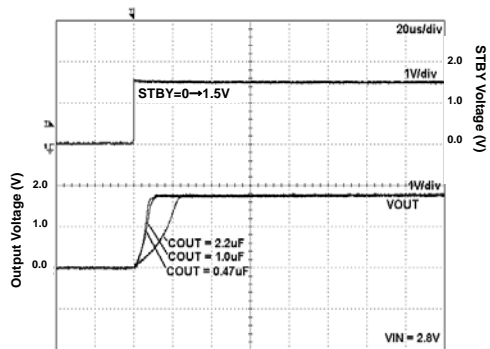 20us/div
2.0
1V/div
STBY=0→1.5V
1.0
0.0
STBY Voltage (V)
2.0
1V/div
VOUT
1.0
COUT = 2.2uF
COUT = 1.0uF
COUT = 0.47uF
0.0
Output Voltage (V)
VIN = 2.8V